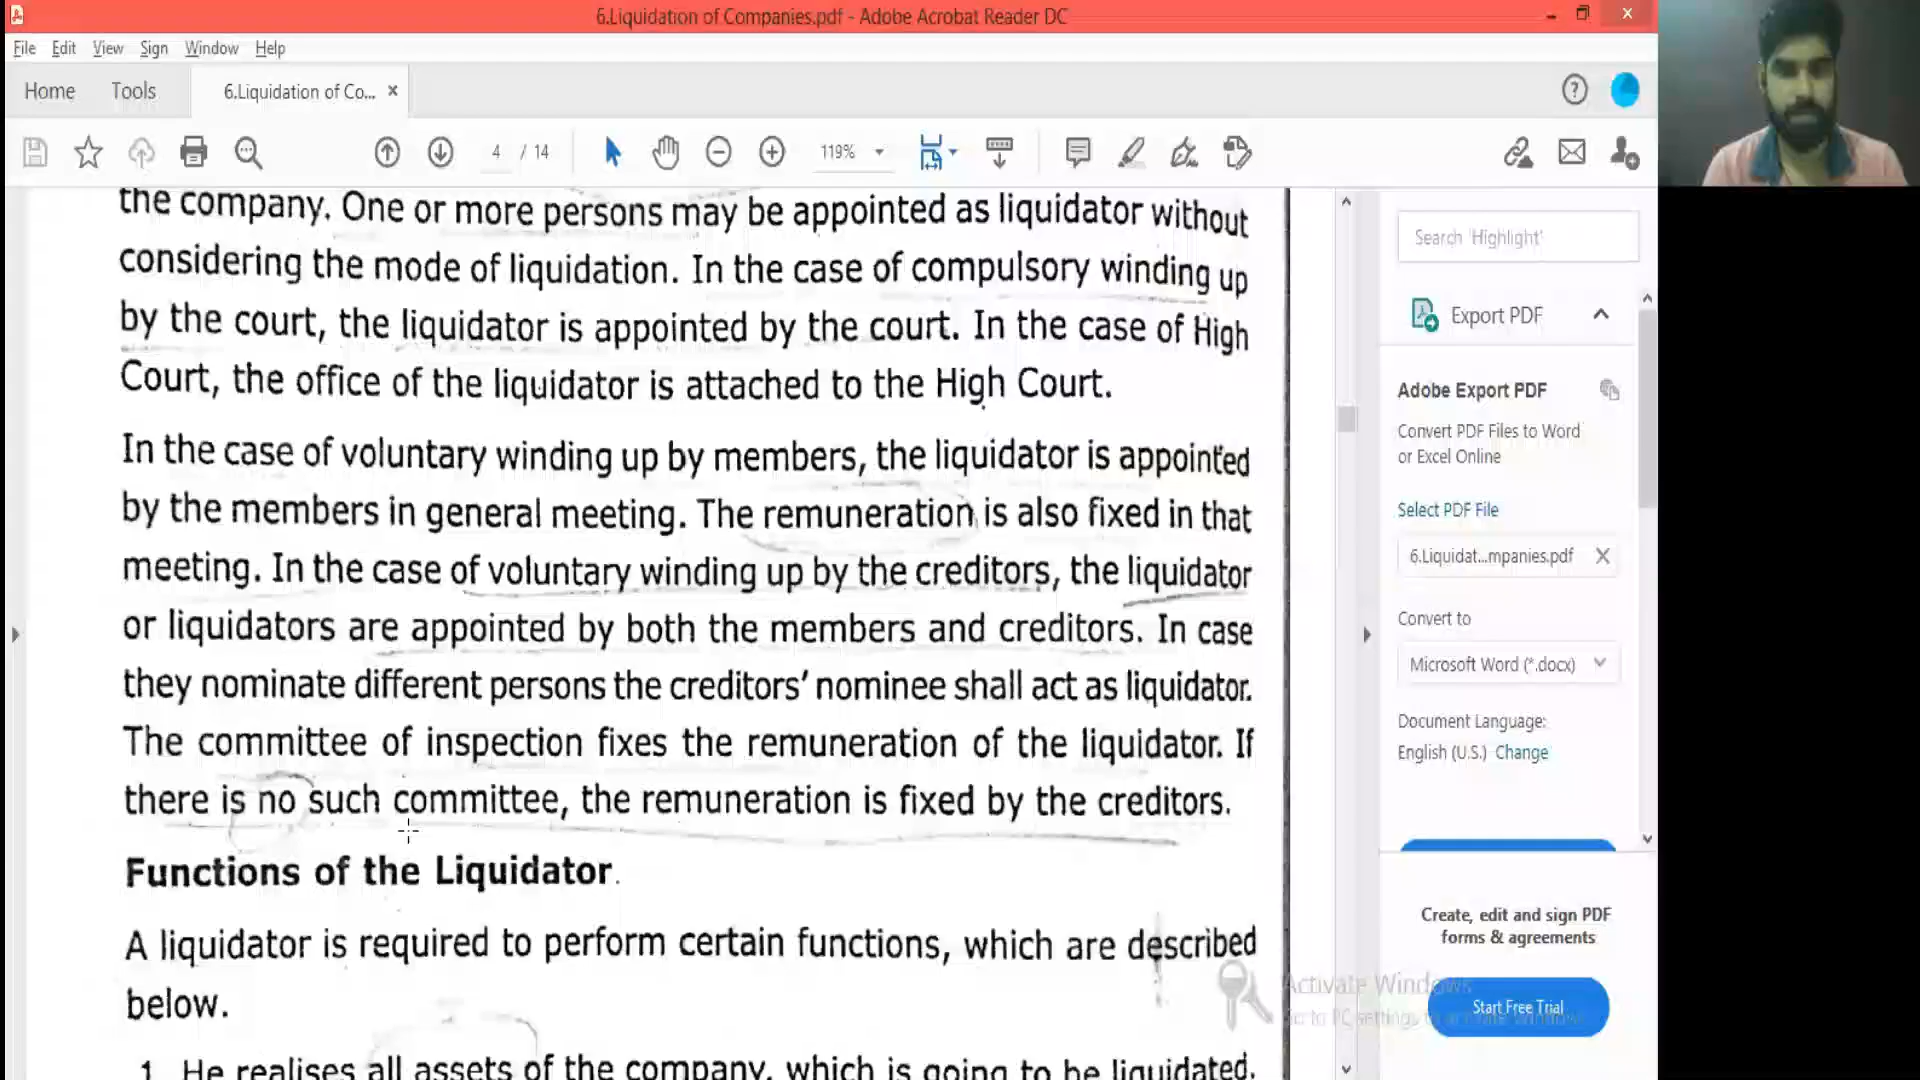 6.Liquidation of Companies.pdf - Adobe Acrobat Reader DC
File Edit View Sign Window Help
Home Tools 6.Liquidation of Co...
4 / 14 119%
the company. One or more persons may be appointed as liquidator without
considering the mode of liquidation. In the case of compulsory winding up
by the court, the liquidator is appointed by the court. In the case of High
Court, the office of the liquidator is attached to the High Court.
In the case of voluntary winding up by members, the liquidator is appointed
by the members in general meeting. The remuneration is also fixed in that
meeting. In the case of voluntary winding up by the creditors, the liquidator
or liquidators are appointed by both the members and creditors. In case
they nominate different persons the creditors' nominee shall act as liquidator.
The committee of inspection fixes the remuneration of the liquidator. If
there is no such committee, the remuneration is fixed by the creditors.
Functions of the Liquidator.
A liquidator is required to perform certain functions, which are described
below.
1. He realises all assets of the company, which is going to be liquidated.
Search 'Highlight'
Export PDF
Adobe Export PDF
Convert PDF Files to Word
or Excel Online
Select PDF File
6.Liquidat...mpanies.pdf
Convert to
Microsoft Word (*.docx)
Document Language:
English (U.S.) Change
Create, edit and sign PDF
forms & agreements
Start Free Trial
Activate Windows
Go to PC settings to activate Windows.